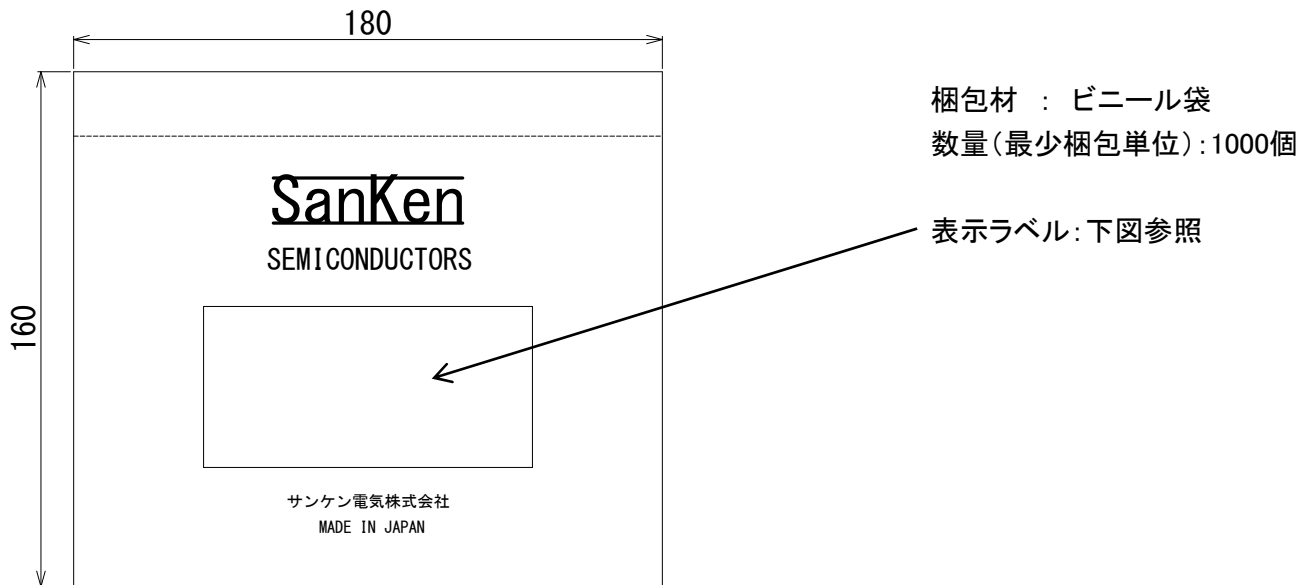 180
160
SanKen
SEMICONDUCTORS
サンケン電気株式会社
MADE IN JAPAN
梱包材 : ビニール袋
数量(最少梱包単位):1000個
表示ラベル:下図参照